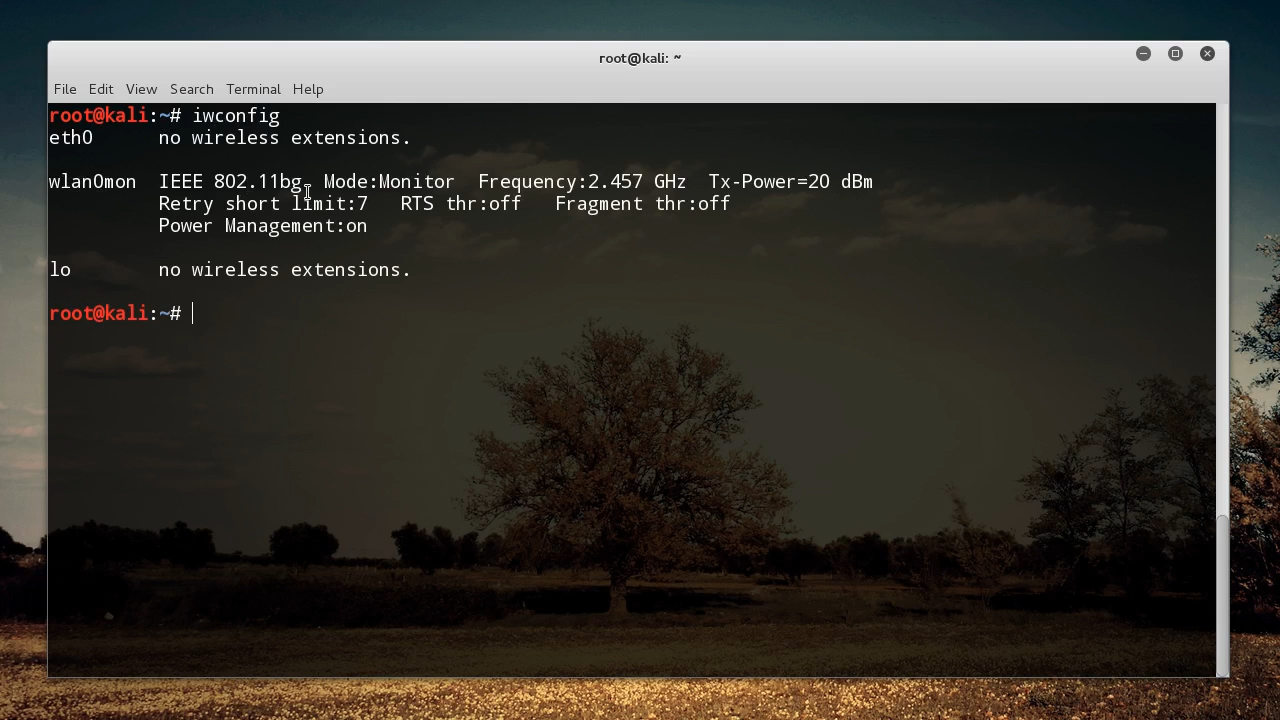 root@kali: ~
File Edit View Search Terminal Help
root@kali:~# iwconfig
eth0      no wireless extensions.
wlan0mon  IEEE 802.11bg  Mode:Monitor  Frequency:2.457 GHz  Tx-Power=20 dBm
Retry short limit:7   RTS thr:off   Fragment thr:off
Power Management:on
lo        no wireless extensions.
root@kali:~#